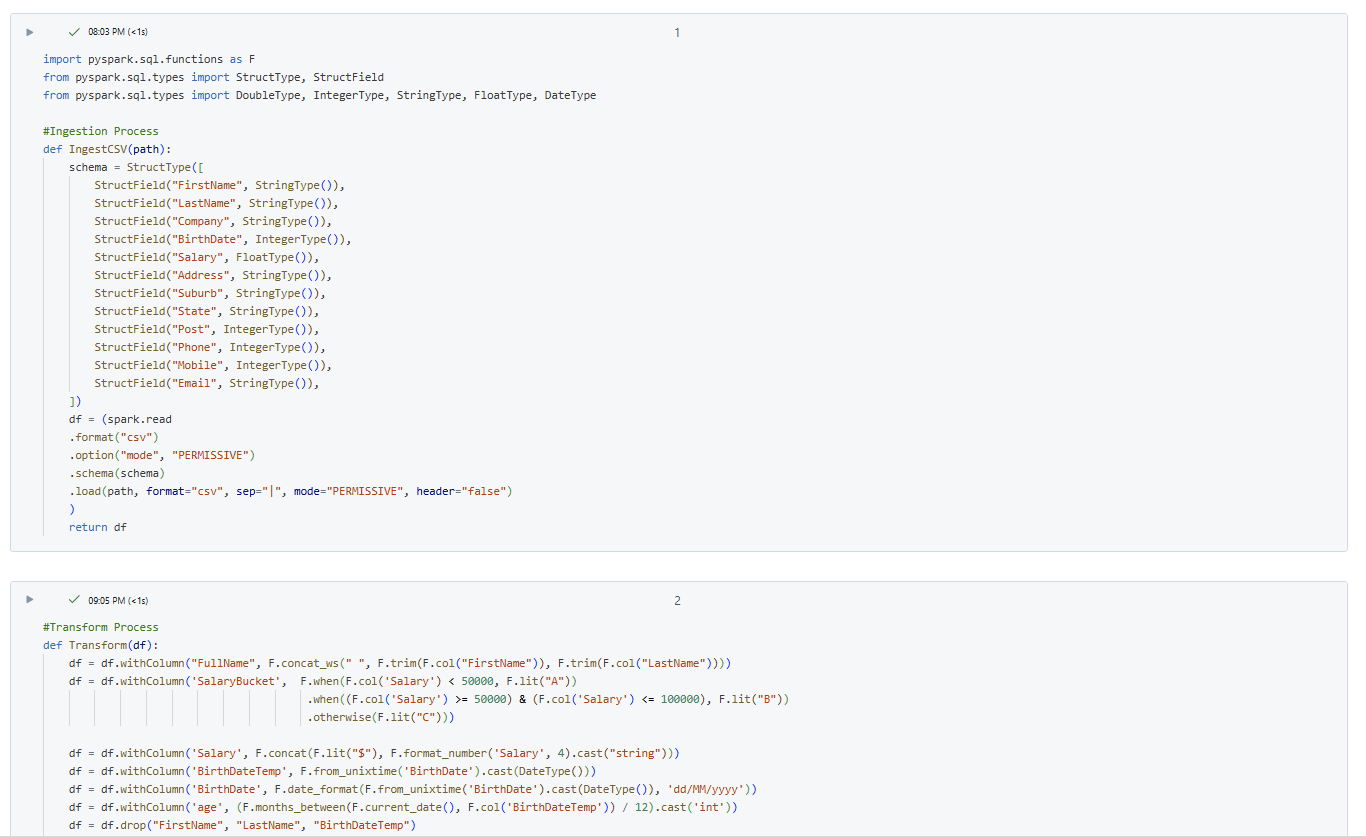 08:03 PM (<1s)
1
import pyspark.sql.functions as F
from pyspark.sql.types import StructType, StructField
from pyspark.sql.types import DoubleType, IntegerType, StringType, FloatType, DateType
#Ingestion Process
def IngestCSV(path):
schema = StructType([
StructField("FirstName", StringType()),
StructField("LastName", StringType()),
StructField("Company", StringType()),
StructField("BirthDate", IntegerType()),
StructField("Salary", FloatType()),
StructField("Address", StringType()),
StructField("Suburb", StringType()),
StructField("State", StringType()),
StructField("Post", IntegerType()),
StructField("Phone", IntegerType()),
StructField("Mobile", IntegerType()),
StructField("Email", StringType()),
])
df = (spark.read
.format("csv")
.option("mode", "PERMISSIVE")
.schema(schema)
.load(path, format="csv", sep="|", mode="PERMISSIVE", header="false")
)
return df
09:05 PM (<1s)
2
#Transform Process
def Transform(df):
df = df.withColumn("FullName", F.concat_ws(" ", F.trim(F.col("FirstName")), F.trim(F.col("LastName"))))
df = df.withColumn('SalaryBucket',  F.when(F.col('Salary') < 50000, F.lit("A"))
.when((F.col('Salary') >= 50000) & (F.col('Salary') <= 100000), F.lit("B"))
.otherwise(F.lit("C")))
df = df.withColumn('Salary', F.concat(F.lit("$"), F.format_number('Salary', 4).cast("string")))
df = df.withColumn('BirthDateTemp', F.from_unixtime('BirthDate').cast(DateType()))
df = df.withColumn('BirthDate', F.date_format(F.from_unixtime('BirthDate').cast(DateType()), 'dd/MM/yyyy'))
df = df.withColumn('age', (F.months_between(F.current_date(), F.col('BirthDateTemp')) / 12).cast('int'))
df = df.drop("FirstName", "LastName", "BirthDateTemp")